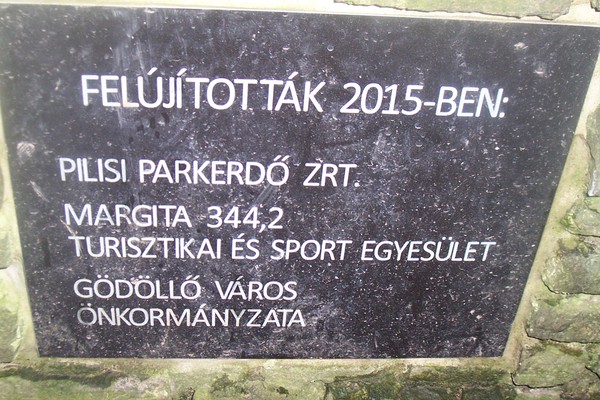 FELÚJÍTOTTÁK 2015-BEN:
PILISI PARKERDŐ ZRT.
MARGITA 344,2
TURISZTIKAI ÉS SPORT EGYESÜLET
GÖDÖLLŐ VÁROS
ÖNKORMÁNYZATA